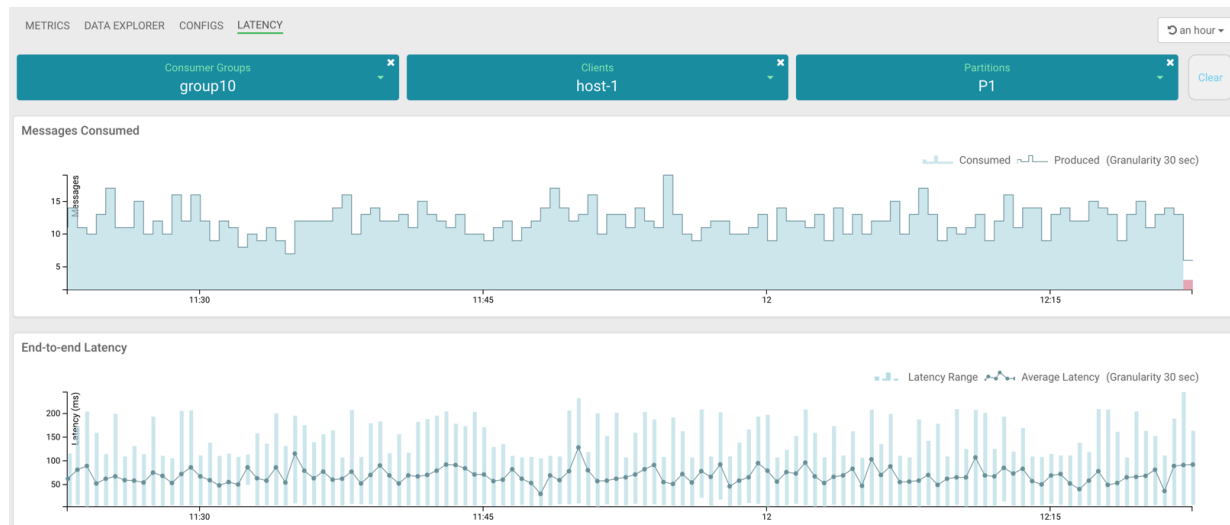 METRICS DATA EXPLORER CONFIGS LATENCY
an hour
Consumer Groups
group10
Clients
host-1
Partitions
P1
Clear
Messages Consumed
Consumed Produced (Granularity 30 sec)
Messages
15
10
5
11:30 11:45 12 12:15
End-to-end Latency
Latency Range Average Latency (Granularity 30 sec)
Latency (ms)
200
150
100
50
11:30 11:45 12 12:15